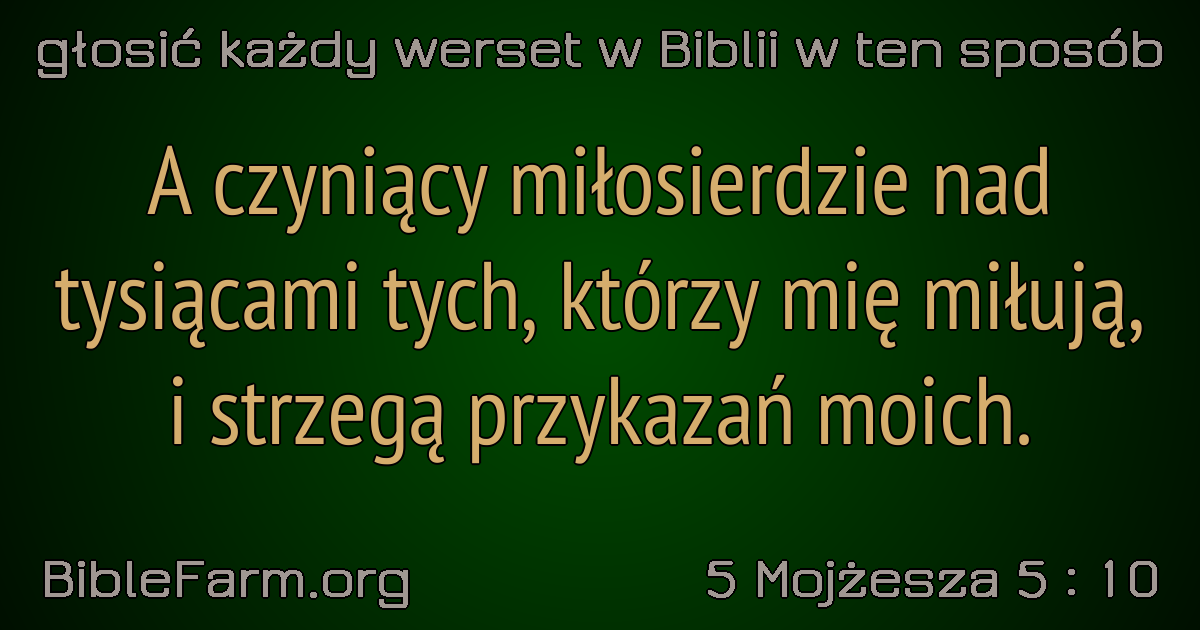 głosić każdy werset w Biblii w ten sposób
A czyniący miłosierdzie nad
tysiącami tych, którzy mię miłują,
i strzegą przykazań moich.
BibleFarm.org
5 Mojżesza 5 : 10